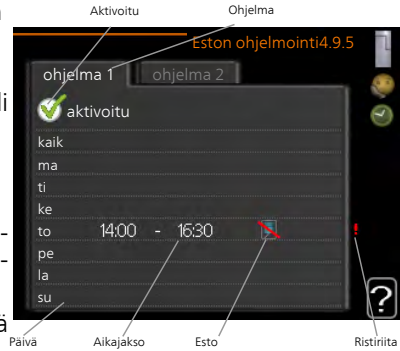 Aktivoitu Ohjelma
Eston ohjelmointi4.9.5
ohjelma 1 ohjelma 2
aktivoitu
kaik
ma
ti
ke
to 14:00 - 16:30 !
pe
la
su
?
Päivä Aikajakso Esto Ristiriita